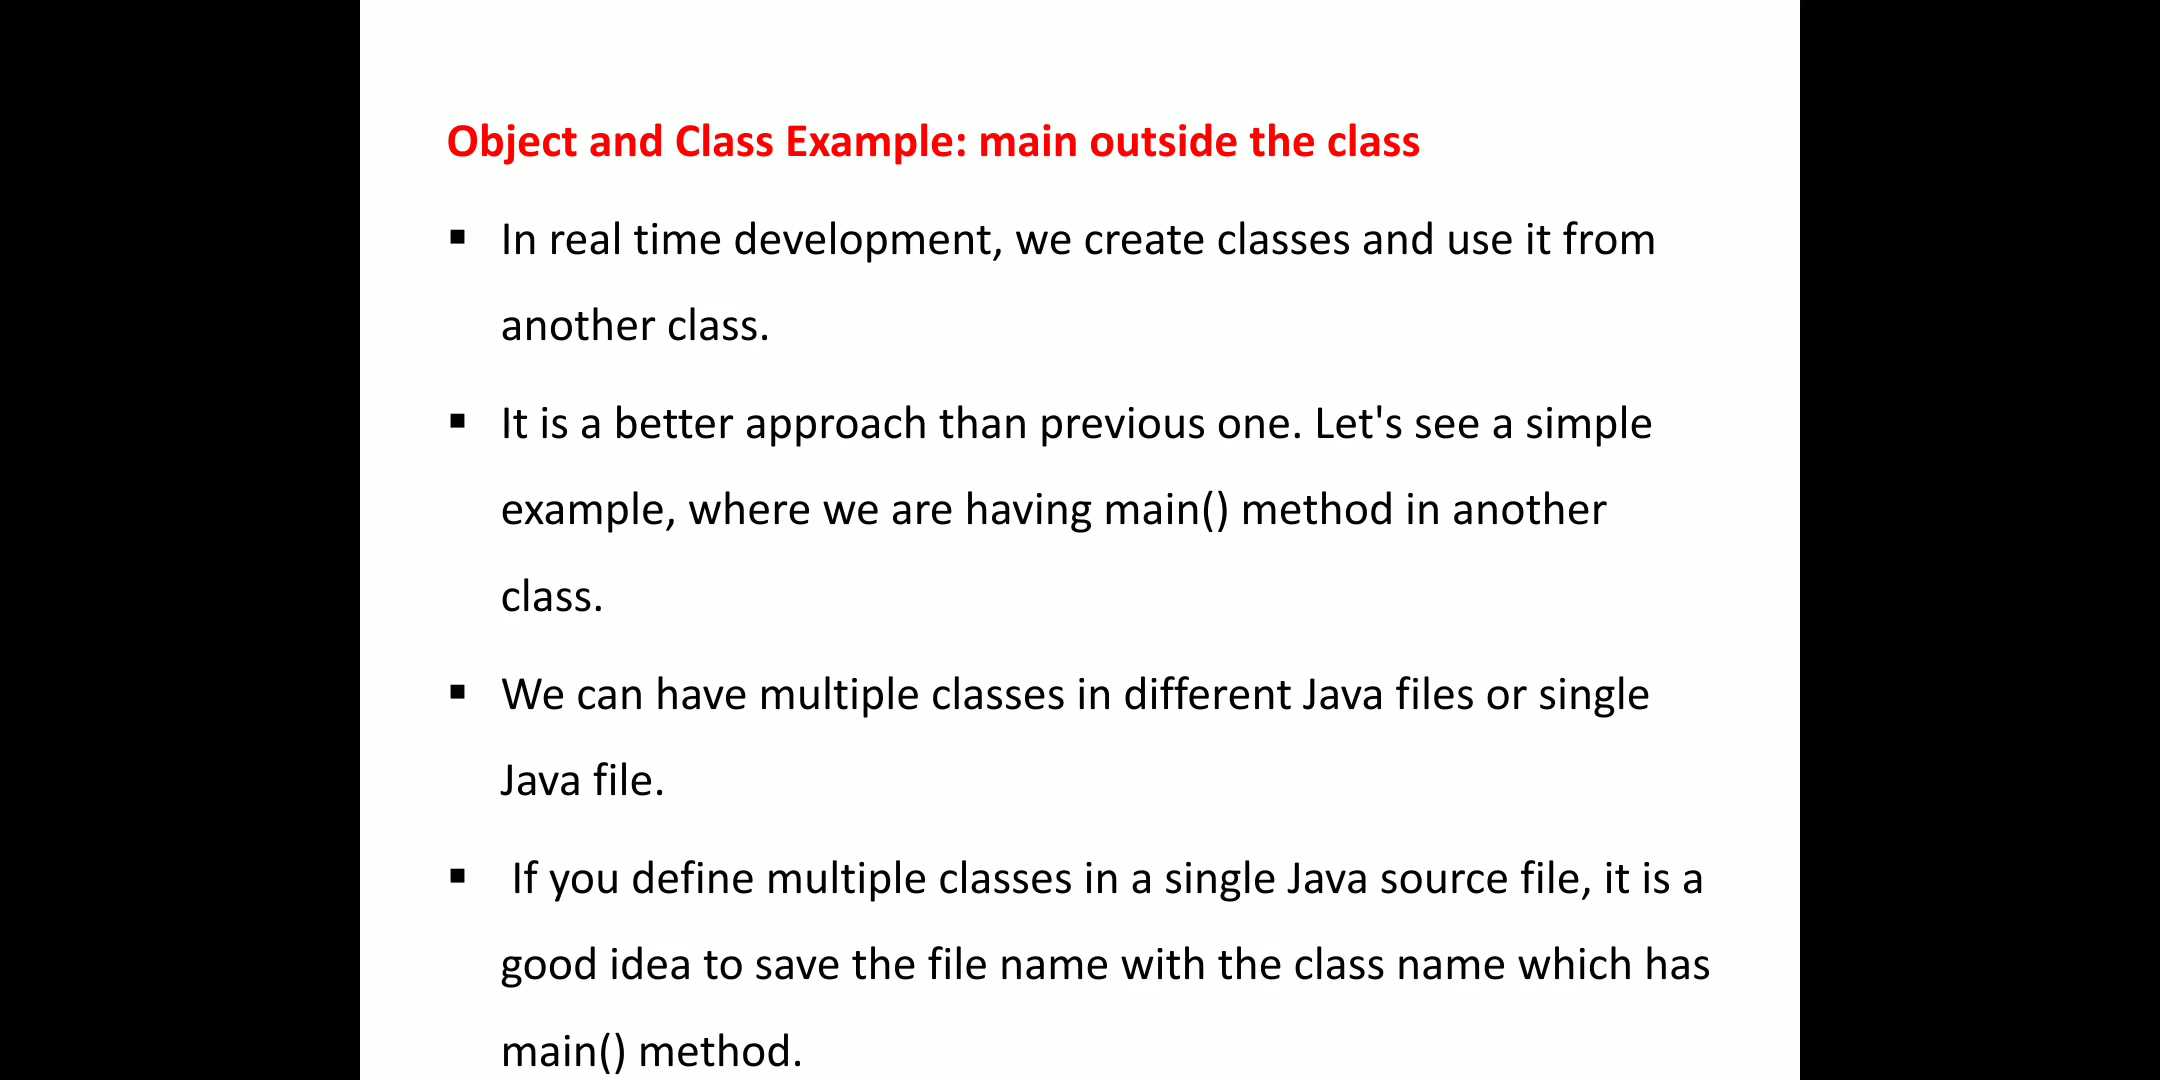 Object and Class Example: main outside the class
▪ In real time development, we create classes and use it from
another class.
▪ It is a better approach than previous one. Let's see a simple
example, where we are having main() method in another
class.
▪ We can have multiple classes in different Java files or single
Java file.
▪ If you define multiple classes in a single Java source file, it is a
good idea to save the file name with the class name which has
main() method.